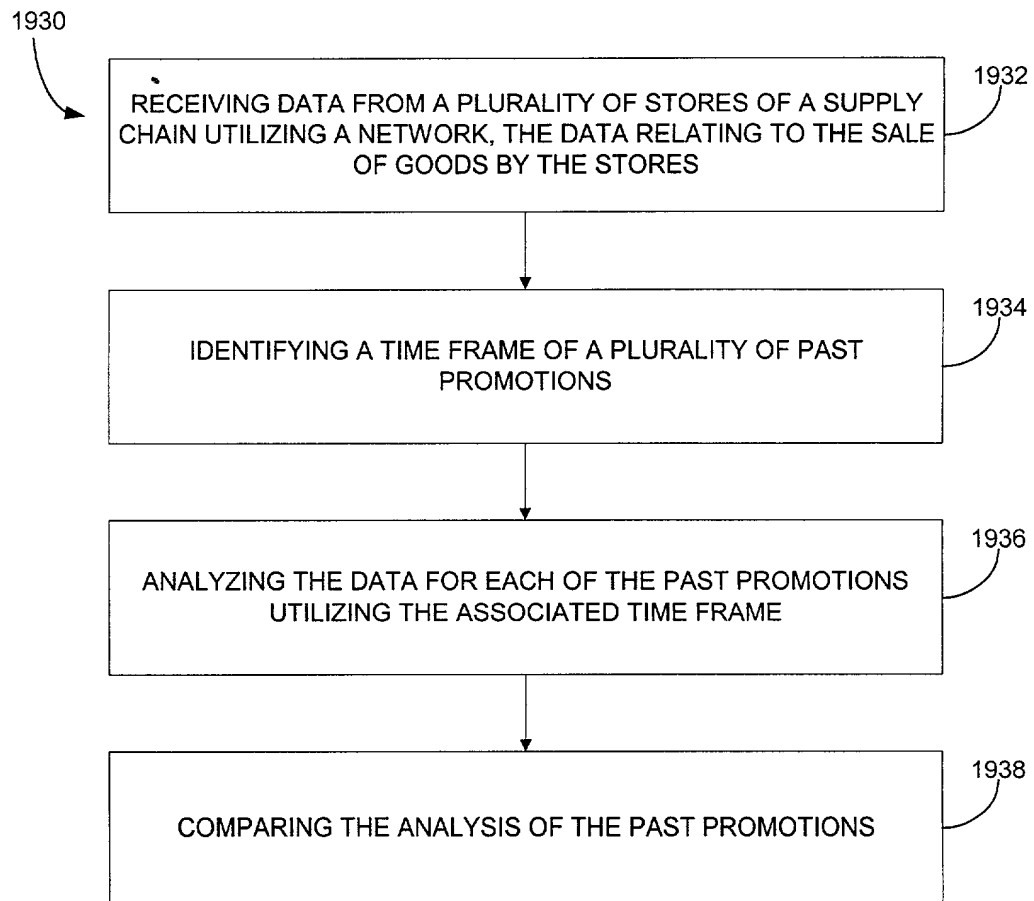 1930
1932
RECEIVING DATA FROM A PLURALITY OF STORES OF A SUPPLY
CHAIN UTILIZING A NETWORK, THE DATA RELATING TO THE SALE
OF GOODS BY THE STORES
1934
IDENTIFYING A TIME FRAME OF A PLURALITY OF PAST
PROMOTIONS
1936
ANALYZING THE DATA FOR EACH OF THE PAST PROMOTIONS
UTILIZING THE ASSOCIATED TIME FRAME
1938
COMPARING THE ANALYSIS OF THE PAST PROMOTIONS